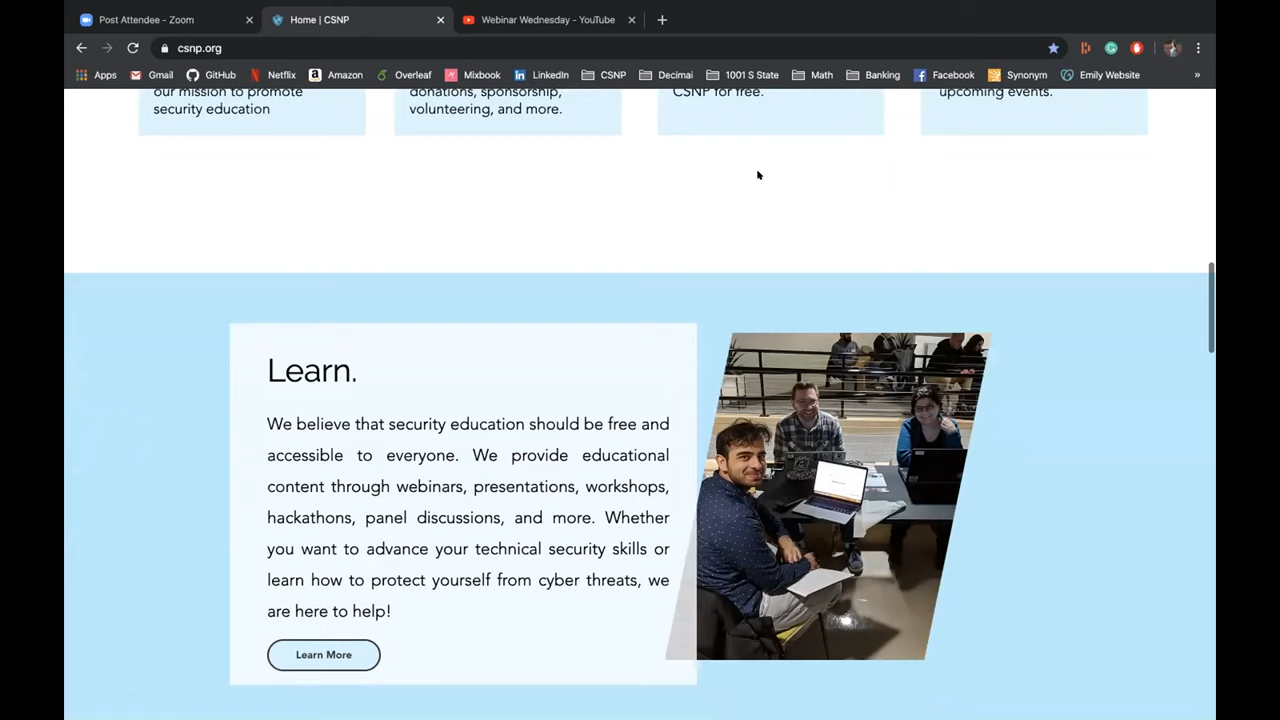 Post Attendee - Zoom
Home | CSNP
Webinar Wednesday - YouTube
csnp.org
Apps Gmail GitHub Netflix Amazon Overleaf Mixbook LinkedIn CSNP Decimai 1001 S State Math Banking Facebook Synonym Emily Website »
our mission to promote
security education
donations, sponsorship,
volunteering, and more.
CSNP for free.
upcoming events.
Learn.
We believe that security education should be free and
accessible to everyone. We provide educational
content through webinars, presentations, workshops,
hackathons, panel discussions, and more. Whether
you want to advance your technical security skills or
learn how to protect yourself from cyber threats, we
are here to help!
Learn More